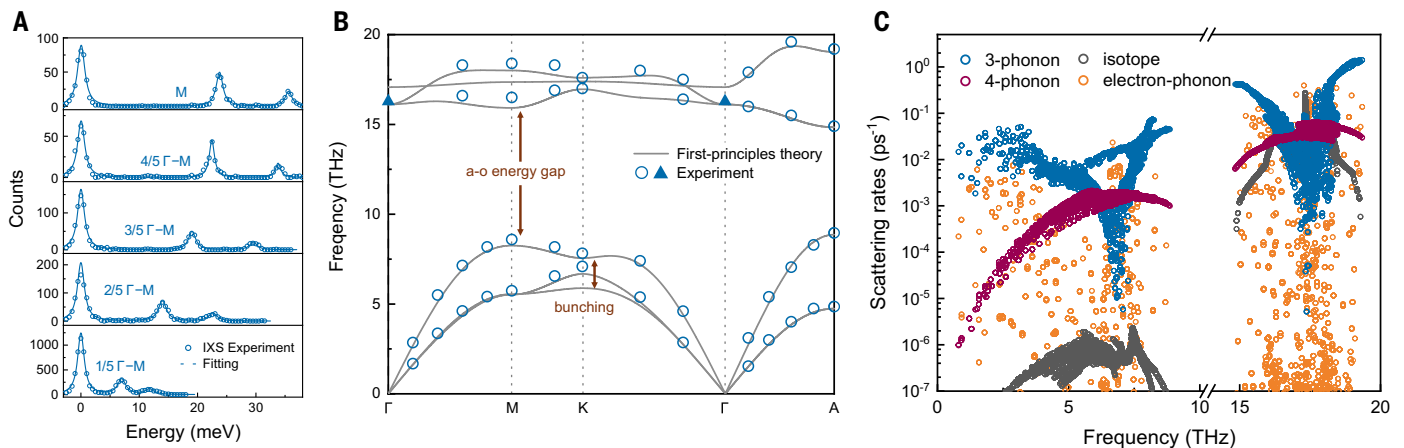 A
100
50
0
M
50
0
4/5 Γ–M
100
0
3/5 Γ–M
200
100
0
2/5 Γ–M
1000
500
0
1/5 Γ–M
IXS Experiment
Fitting
0 10 20 30
Energy (meV)
Counts
B
20
15
10
5
0
Freqency (THz)
a-o energy gap
First-principles theory
Experiment
bunching
Γ M K Γ A
C
3-phonon
isotope
4-phonon
electron-phonon
10⁰
10⁻¹
10⁻²
10⁻³
10⁻⁴
10⁻⁵
10⁻⁶
10⁻⁷
Scattering rates (ps⁻¹)
0 5 10 15 20
Frequency (THz)